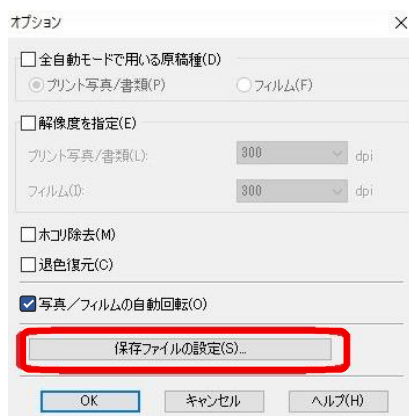 オプション
全自動モードで用いる原稿種(D)
プリント写真/書類(P) フィルム(F)
解像度を指定(E)
プリント写真/書類(L): 300 dpi
フィルム(I): 300 dpi
ホコリ除去(M)
退色復元(C)
写真/フィルムの自動回転(O)
保存ファイルの設定(S)...
OK キャンセル ヘルプ(H)